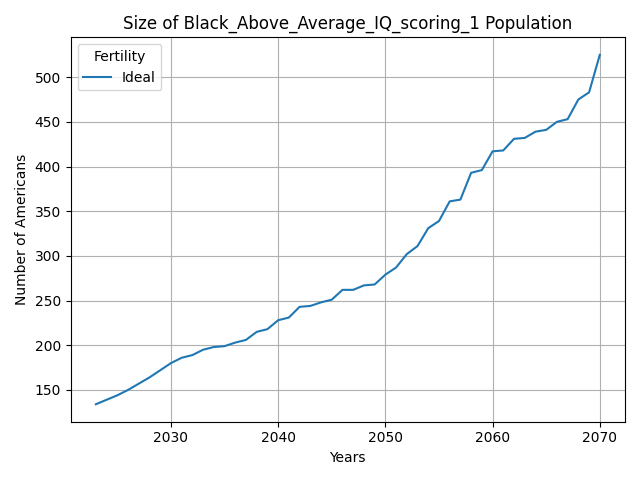 Size of Black_Above_Average_IQ_scoring_1 Population
Fertility
Ideal
Number of Americans
500
450
400
350
300
250
200
150
2030 2040 2050 2060 2070
Years